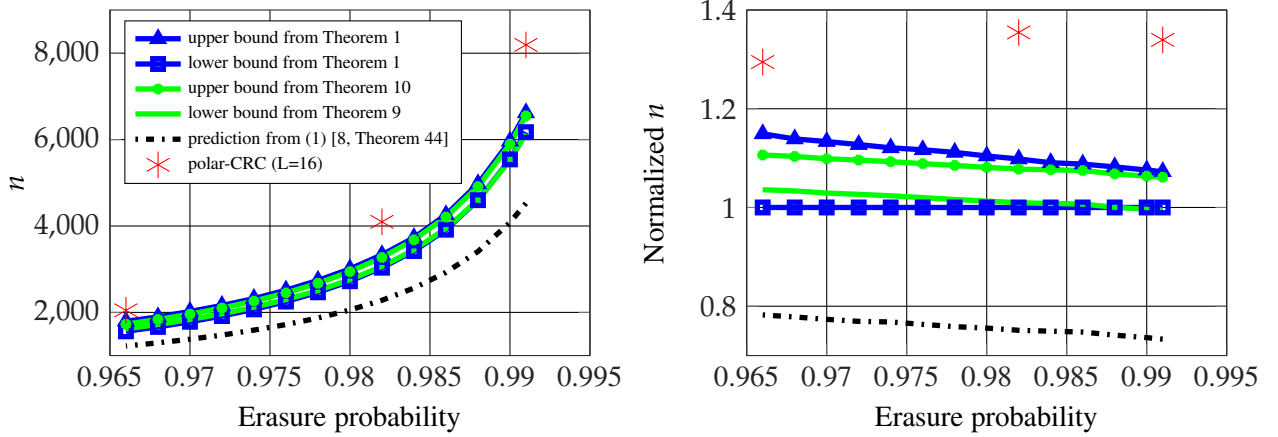 8,000
6,000
4,000
2,000
n
upper bound from Theorem 1
lower bound from Theorem 1
upper bound from Theorem 10
lower bound from Theorem 9
prediction from (1) [8, Theorem 44]
polar-CRC (L=16)
0.965 0.97 0.975 0.98 0.985 0.99 0.995
Erasure probability
1.4
1.2
1
0.8
Normalized n
0.965 0.97 0.975 0.98 0.985 0.99 0.995
Erasure probability